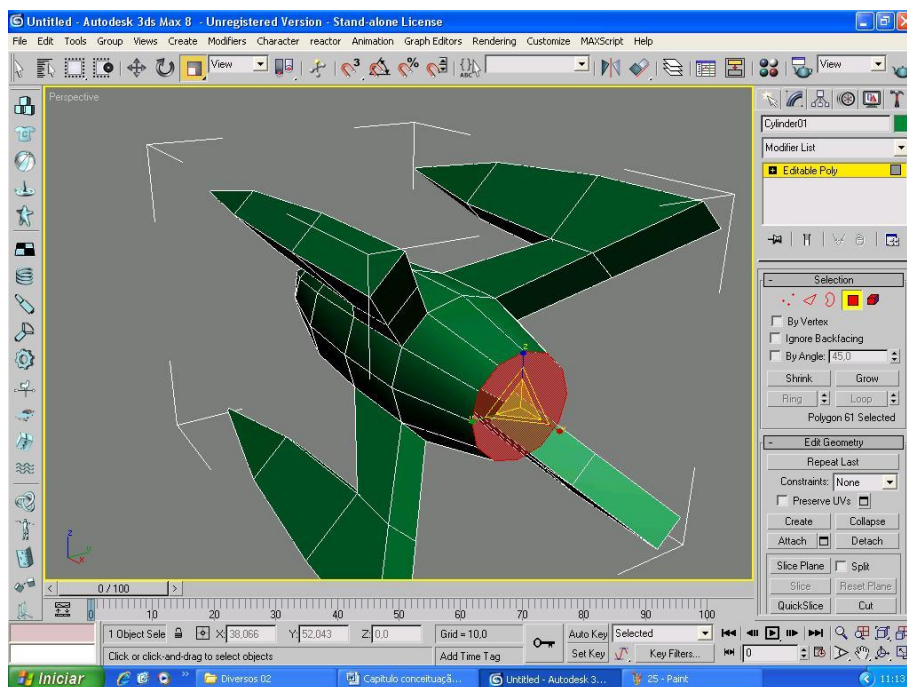 Untitled - Autodesk 3ds Max 8 - Unregistered Version - Stand-alone License
File Edit Tools Group Views Create Modifiers Character reactor Animation Graph Editors Rendering Customize MAXScript Help
View
View
Perspective
z
z
y
x
Cylinder01
Modifier List
Editable Poly
- Selection
By Vertex
Ignore Backfacing
By Angle: 45,0
Shrink Grow
Ring Loop
Polygon 61 Selected
- Edit Geometry
Repeat Last
Constraints: None
Preserve UVs
Create Collapse
Attach Detach
Slice Plane Split
Slice Reset Plane
QuickSlice Cut
< 0 / 100 >
0 10 20 30 40 50 60 70 80 90 100
1 Object Sele X: 38,066 Y: 52,043 Z: 0,0 Grid = 10,0 Auto Key Selected
Click or click-and-drag to select objects Add Time Tag Set Key Key Filters... 0
Iniciar Diversos 02 Capitulo conceituaçã... Untitled - Autodesk 3... 25 - Paint 11:13